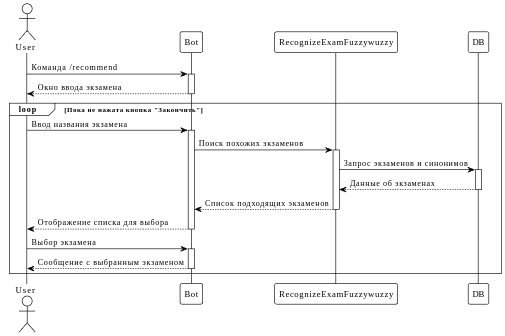 User
Bot
RecognizeExamFuzzywuzzy
DB
Команда /recommend
Окно ввода экзамена
loop [Пока не нажата кнопка "Закончить"]
Ввод названия экзамена
Поиск похожих экзаменов
Запрос экзаменов и синонимов
Данные об экзаменах
Список подходящих экзаменов
Отображение списка для выбора
Выбор экзамена
Сообщение с выбранным экзаменом
User
Bot
RecognizeExamFuzzywuzzy
DB